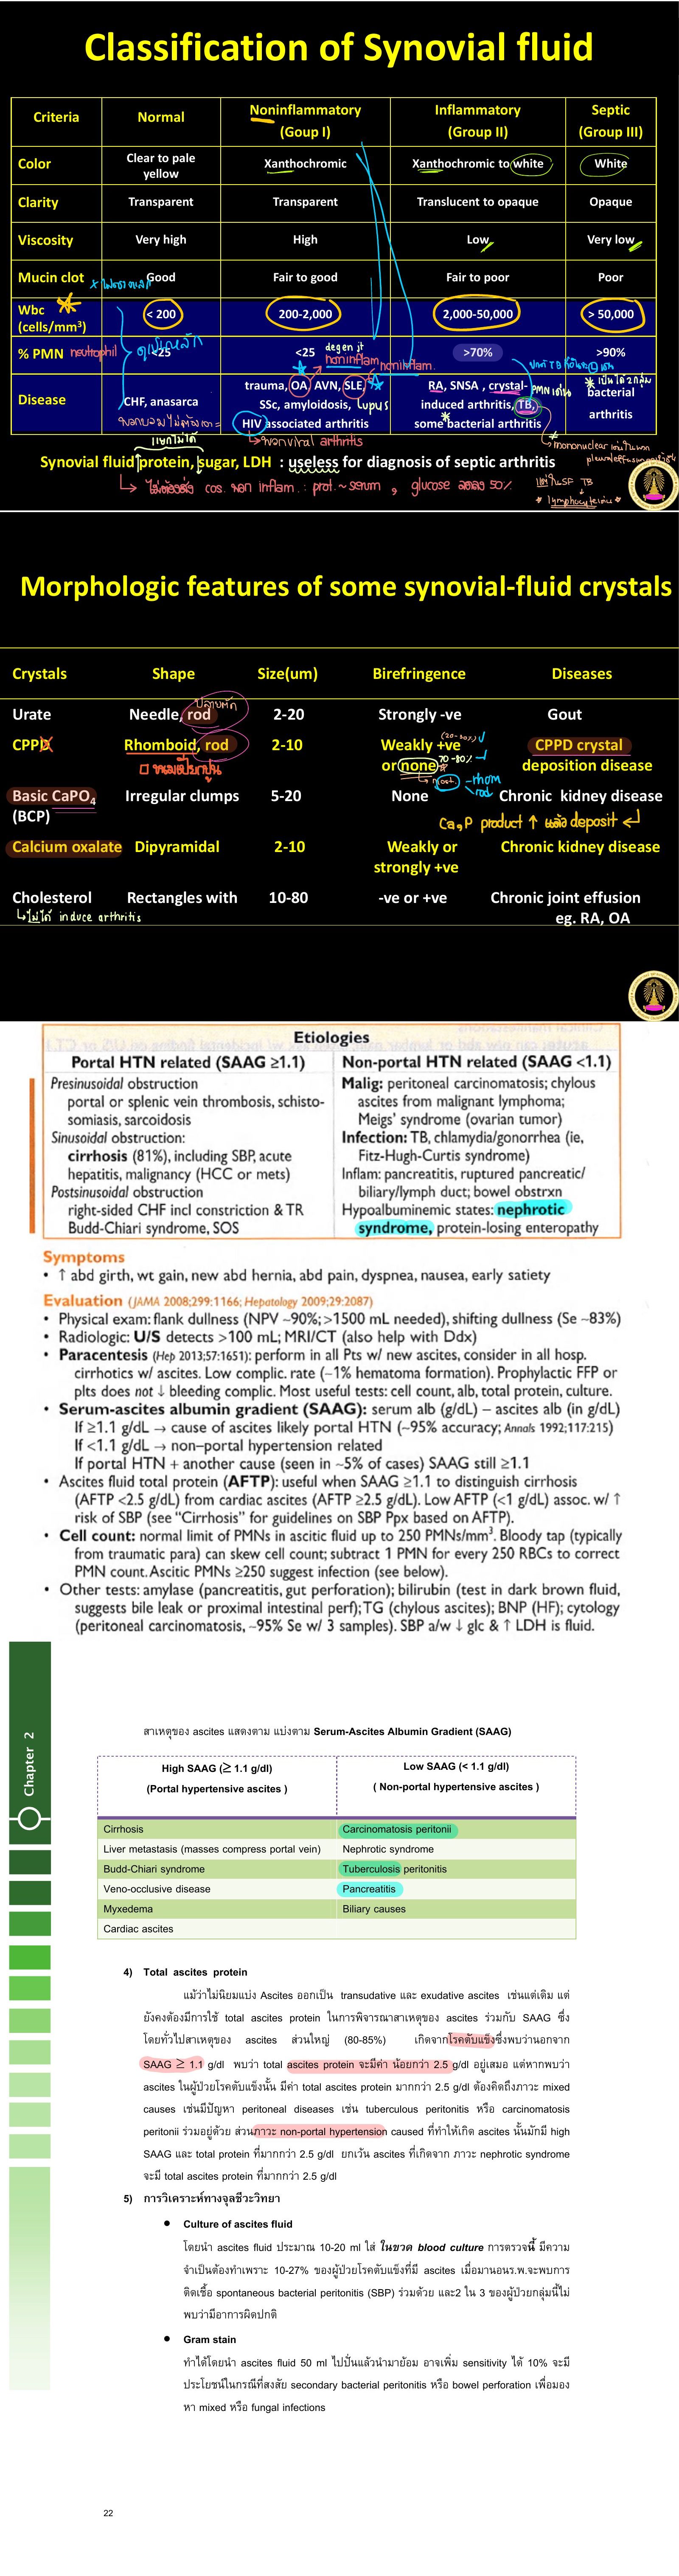 Classification of Synovial fluid
Criteria Normal Noninflammatory (Goup I) Inflammatory (Group II) Septic (Group III)
Color Clear to pale yellow Xanthochromic Xanthochromic to white White
Clarity Transparent Transparent Translucent to opaque Opaque
Viscosity Very high High Low Very low
Mucin clot Good Fair to good Fair to poor Poor
Wbc (cells/mm³) < 200 200-2,000 2,000-50,000 > 50,000
% PMN neutrophil <25 <25 >70% >90%
degen jt
noninflam
noninflam.
Disease CHF, anasarca trauma, OA, AVN, SLE, SSc, amyloidosis, HIV associated arthritis RA, SNSA , crystal induced arthritis, TB, some bacterial arthritis bacterial arthritis
lupus
PMN เด่น
แยกไม่ได้
Synovial fluid protein, sugar, LDH : useless for diagnosis of septic arthritis
inflam. : prot. ~ serum , glucose ลดลง 50%
lymphocyte เด่น
Morphologic features of some synovial-fluid crystals
Crystals Shape Size(um) Birefringence Diseases
Urate Needle, rod 2-20 Strongly -ve Gout
CPPD Rhomboid, rod 2-10 Weakly +ve or none CPPD crystal deposition disease
70-80%
most
rhom
rod
Basic CaPO4 (BCP) Irregular clumps 5-20 None Chronic kidney disease
Ca,P product ↑ แล้ว deposit
Calcium oxalate Dipyramidal 2-10 Weakly or strongly +ve Chronic kidney disease
Cholesterol Rectangles with 10-80 -ve or +ve Chronic joint effusion eg. RA, OA
ไม่ได้ induce arthritis
Etiologies
Portal HTN related (SAAG ≥1.1) Non-portal HTN related (SAAG <1.1)
Presinusoidal obstruction
portal or splenic vein thrombosis, schisto-
somiasis, sarcoidosis
Sinusoidal obstruction:
cirrhosis (81%), including SBP, acute
hepatitis, malignancy (HCC or mets)
Postsinusoidal obstruction
right-sided CHF incl constriction & TR
Budd-Chiari syndrome, SOS
Malig: peritoneal carcinomatosis; chylous
ascites from malignant lymphoma;
Meigs' syndrome (ovarian tumor)
Infection: TB, chlamydia/gonorrhea (ie,
Fitz-Hugh-Curtis syndrome)
Inflam: pancreatitis, ruptured pancreatic/
biliary/lymph duct; bowel obstrxn
Hypoalbuminemic states: nephrotic
syndrome, protein-losing enteropathy
Symptoms
• ↑ abd girth, wt gain, new abd hernia, abd pain, dyspnea, nausea, early satiety
Evaluation (JAMA 2008;299:1166; Hepatology 2009;29:2087)
• Physical exam: flank dullness (NPV ~90%; >1500 mL needed), shifting dullness (Se ~83%)
• Radiologic: U/S detects >100 mL; MRI/CT (also help with Ddx)
• Paracentesis (Hep 2013;57:1651): perform in all Pts w/ new ascites, consider in all hosp.
cirrhotics w/ ascites. Low complic. rate (~1% hematoma formation). Prophylactic FFP or
plts does not ↓ bleeding complic. Most useful tests: cell count, alb, total protein, culture.
• Serum-ascites albumin gradient (SAAG): serum alb (g/dL) – ascites alb (in g/dL)
If ≥1.1 g/dL → cause of ascites likely portal HTN (~95% accuracy; Annals 1992;117:215)
If <1.1 g/dL → non–portal hypertension related
If portal HTN + another cause (seen in ~5% of cases) SAAG still ≥1.1
• Ascites fluid total protein (AFTP): useful when SAAG ≥1.1 to distinguish cirrhosis
(AFTP <2.5 g/dL) from cardiac ascites (AFTP ≥2.5 g/dL). Low AFTP (<1 g/dL) assoc. w/ ↑
risk of SBP (see "Cirrhosis" for guidelines on SBP Ppx based on AFTP).
• Cell count: normal limit of PMNs in ascitic fluid up to 250 PMNs/mm³. Bloody tap (typically
from traumatic para) can skew cell count; subtract 1 PMN for every 250 RBCs to correct
PMN count. Ascitic PMNs ≥250 suggest infection (see below).
• Other tests: amylase (pancreatitis, gut perforation); bilirubin (test in dark brown fluid,
suggests bile leak or proximal intestinal perf); TG (chylous ascites); BNP (HF); cytology
(peritoneal carcinomatosis, ~95% Se w/ 3 samples). SBP a/w ↓ glc & ↑ LDH is fluid.
Chapter 2
สาเหตุของ ascites แสดงตาม แบ่งตาม Serum-Ascites Albumin Gradient (SAAG)
High SAAG (≥ 1.1 g/dl) Low SAAG (< 1.1 g/dl)
(Portal hypertensive ascites ) ( Non-portal hypertensive ascites )
Cirrhosis Carcinomatosis peritonii
Liver metastasis (masses compress portal vein) Nephrotic syndrome
Budd-Chiari syndrome Tuberculosis peritonitis
Veno-occlusive disease Pancreatitis
Myxedema Biliary causes
Cardiac ascites
4) Total ascites protein
แม้ว่าไม่นิยมแบ่ง Ascites ออกเป็น transudative และ exudative ascites เช่นแต่เดิม แต่
ยังคงต้องมีการใช้ total ascites protein ในการพิจารณาสาเหตุของ ascites ร่วมกับ SAAG ซึ่ง
โดยทั่วไปสาเหตุของ ascites ส่วนใหญ่ (80-85%) เกิดจากโรคตับแข็งซึ่งพบว่านอกจาก
SAAG ≥ 1.1 g/dl พบว่า total ascites protein จะมีค่า น้อยกว่า 2.5 g/dl อยู่เสมอ แต่หากพบว่า
ascites ในผู้ป่วยโรคตับแข็งนั้น มีค่า total ascites protein มากกว่า 2.5 g/dl ต้องคิดถึงภาวะ mixed
causes เช่นมีปัญหา peritoneal diseases เช่น tuberculous peritonitis หรือ carcinomatosis
peritonii ร่วมอยู่ด้วย ส่วนภาวะ non-portal hypertension caused ที่ทำให้เกิด ascites นั้นมักมี high
SAAG และ total protein ที่มากกว่า 2.5 g/dl ยกเว้น ascites ที่เกิดจาก ภาวะ nephrotic syndrome
จะมี total ascites protein ที่มากกว่า 2.5 g/dl
5) การวิเคราะห์ทางจุลชีวะวิทยา
• Culture of ascites fluid
โดยนำ ascites fluid ประมาณ 10-20 ml ใส่ ในขวด blood culture การตรวจนี้ มีความ
จำเป็นต้องทำเพราะ 10-27% ของผู้ป่วยโรคตับแข็งที่มี ascites เมื่อมานอนร.พ.จะพบการ
ติดเชื้อ spontaneous bacterial peritonitis (SBP) ร่วมด้วย และ2 ใน 3 ของผู้ป่วยกลุ่มนี้ไม่
พบว่ามีอาการผิดปกติ
• Gram stain
ทำได้โดยนำ ascites fluid 50 ml ไปปั่นแล้วนำมาย้อม อาจเพิ่ม sensitivity ได้ 10% จะมี
ประโยชน์ในกรณีที่สงสัย secondary bacterial peritonitis หรือ bowel perforation เพื่อมอง
หา mixed หรือ fungal infections
22